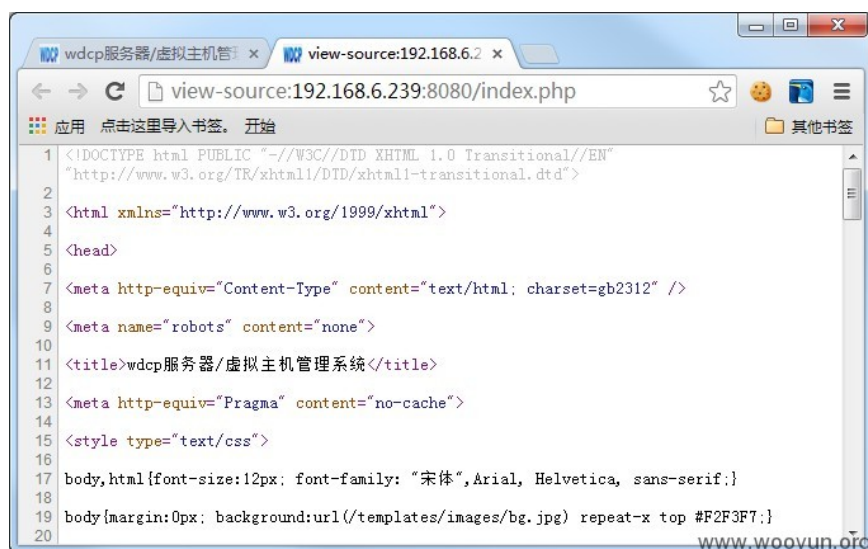 wdcp服务器/虚拟主机管
view-source:192.168.6.2
view-source:192.168.6.239:8080/index.php
应用 点击这里导入书签。 开始 其他书签
1 <!DOCTYPE html PUBLIC "-//W3C//DTD XHTML 1.0 Transitional//EN"
"http://www.w3.org/TR/xhtml1/DTD/xhtml1-transitional.dtd">
2
3 <html xmlns="http://www.w3.org/1999/xhtml">
4
5 <head>
6
7 <meta http-equiv="Content-Type" content="text/html; charset=gb2312" />
8
9 <meta name="robots" content="none">
10
11 <title>wdcp服务器/虚拟主机管理系统</title>
12
13 <meta http-equiv="Pragma" content="no-cache">
14
15 <style type="text/css">
16
17 body,html{font-size:12px; font-family: “宋体”,Arial, Helvetica, sans-serif;}
18
19 body{margin:0px; background:url(/templates/images/bg.jpg) repeat-x top #F2F3F7;}
20
www.wooyun.org